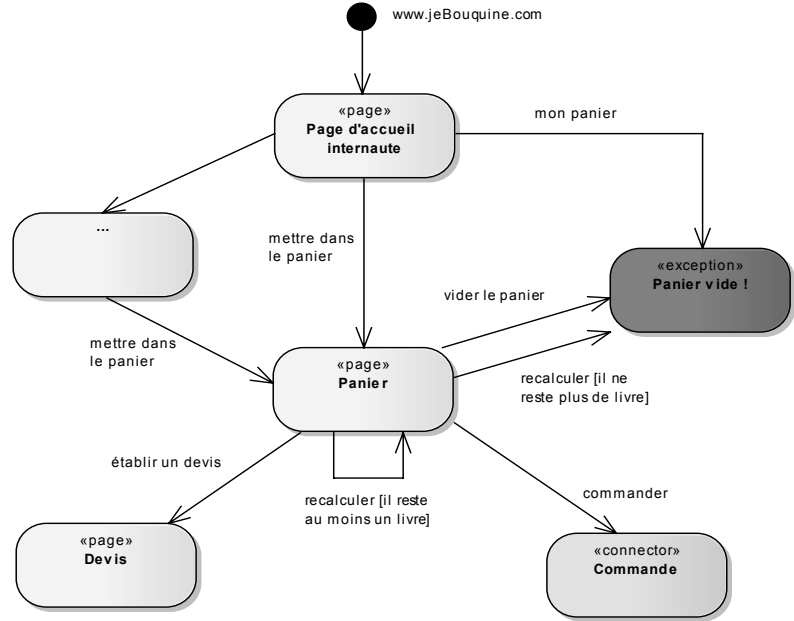 www.jeBouquine.com
«page»
Page d'accueil
internaute
mon panier
...
mettre dans
le panier
«exception»
Panier vide !
vider le panier
mettre dans
le panier
«page»
Panier
recalculer [il ne
reste plus de livre]
établir un devis
recalculer [il reste
au moins un livre]
commander
«page»
Devis
«connector»
Commande